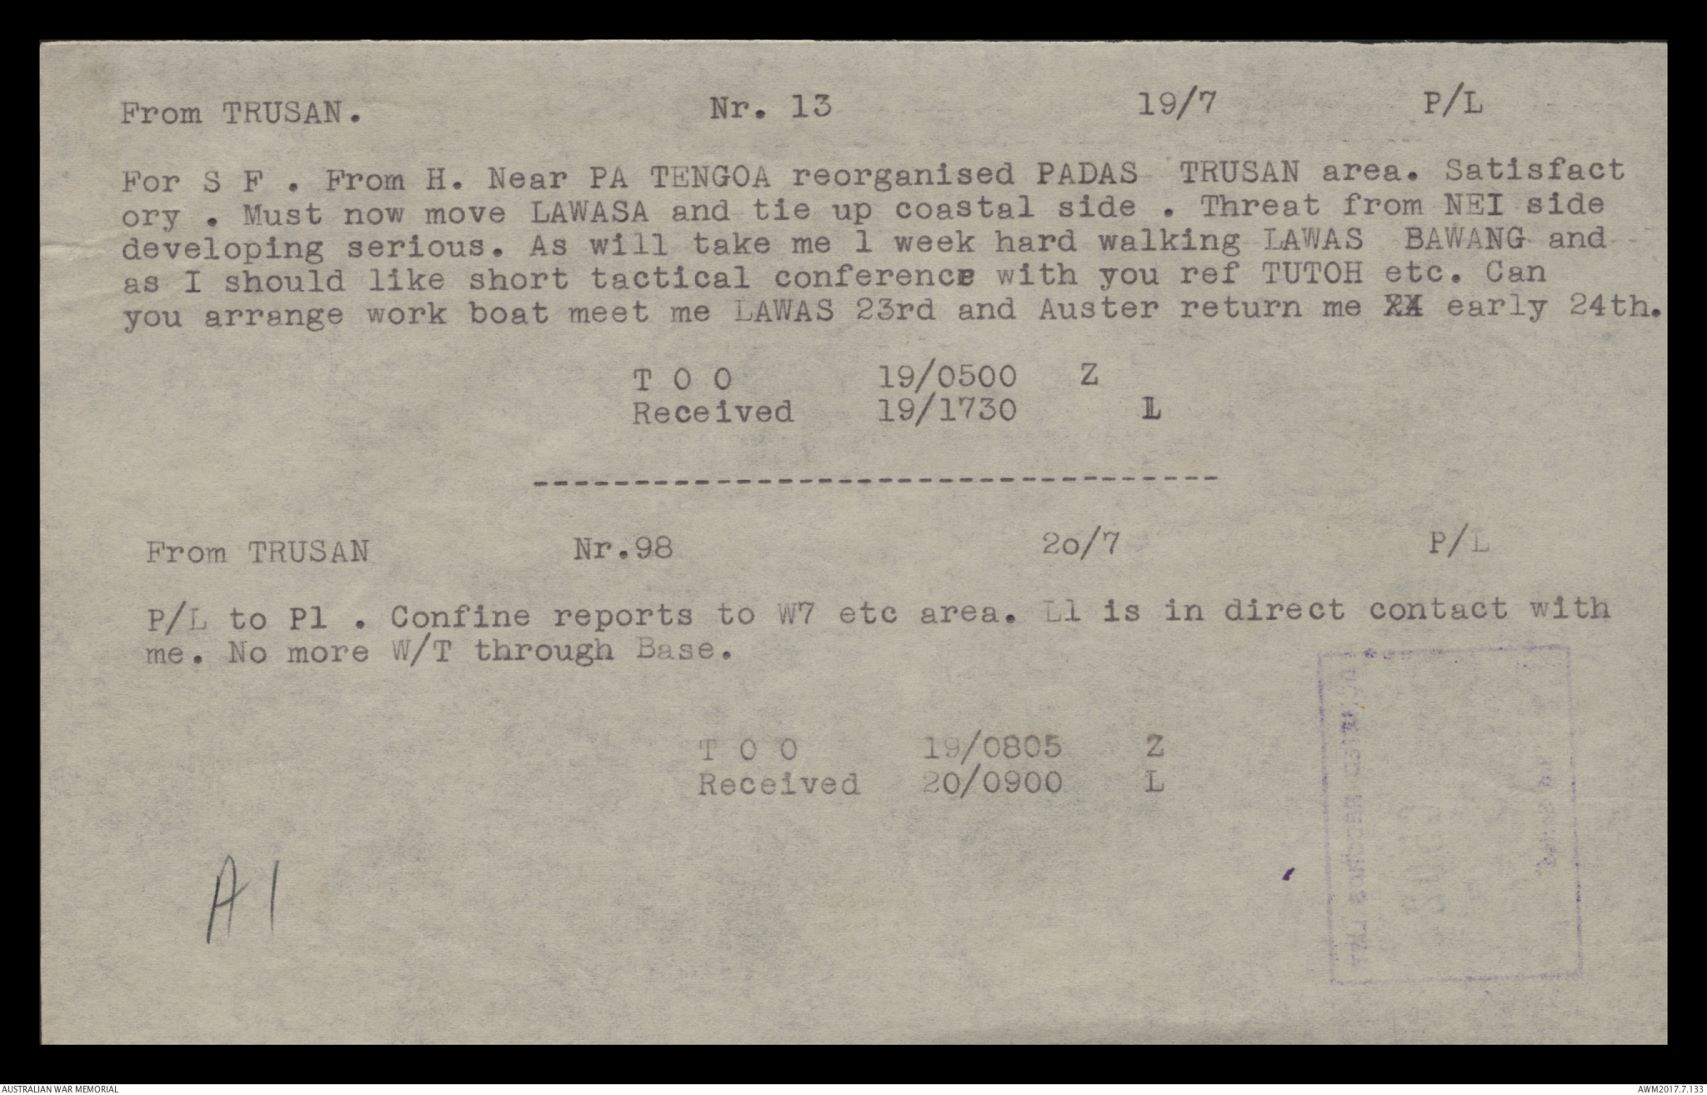 From TRUSAN. Nr. 13 19/7 P/L
For S F . From H. Near PA TENGOA reorganised PADAS TRUSAN area. Satisfact
ory . Must now move LAWASA and tie up coastal side . Threat from NEI side
developing serious. As will take me 1 week hard walking LAWAS BAWANG and
as I should like short tactical conference with you ref TUTOH etc. Can
you arrange work boat meet me LAWAS 23rd and Auster return me early 24th.
T O O 19/0500 Z
Received 19/1730 L
----------------------------------
From TRUSAN Nr.98 2o/7 P/L
P/L to P1 . Confine reports to W7 etc area. L1 is in direct contact with
me. No more W/T through Base.
T O O 19/0805 Z
Received 20/0900 L
A1
AUSTRALIAN WAR MEMORIAL AWM2017.7.133